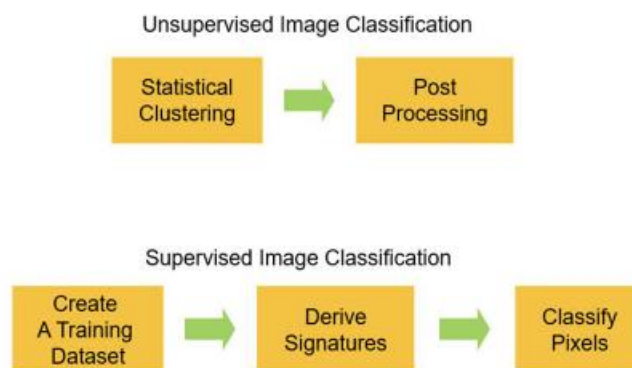 Unsupervised Image Classification
Statistical
Clustering
Post
Processing
Supervised Image Classification
Create
A Training
Dataset
Derive
Signatures
Classify
Pixels